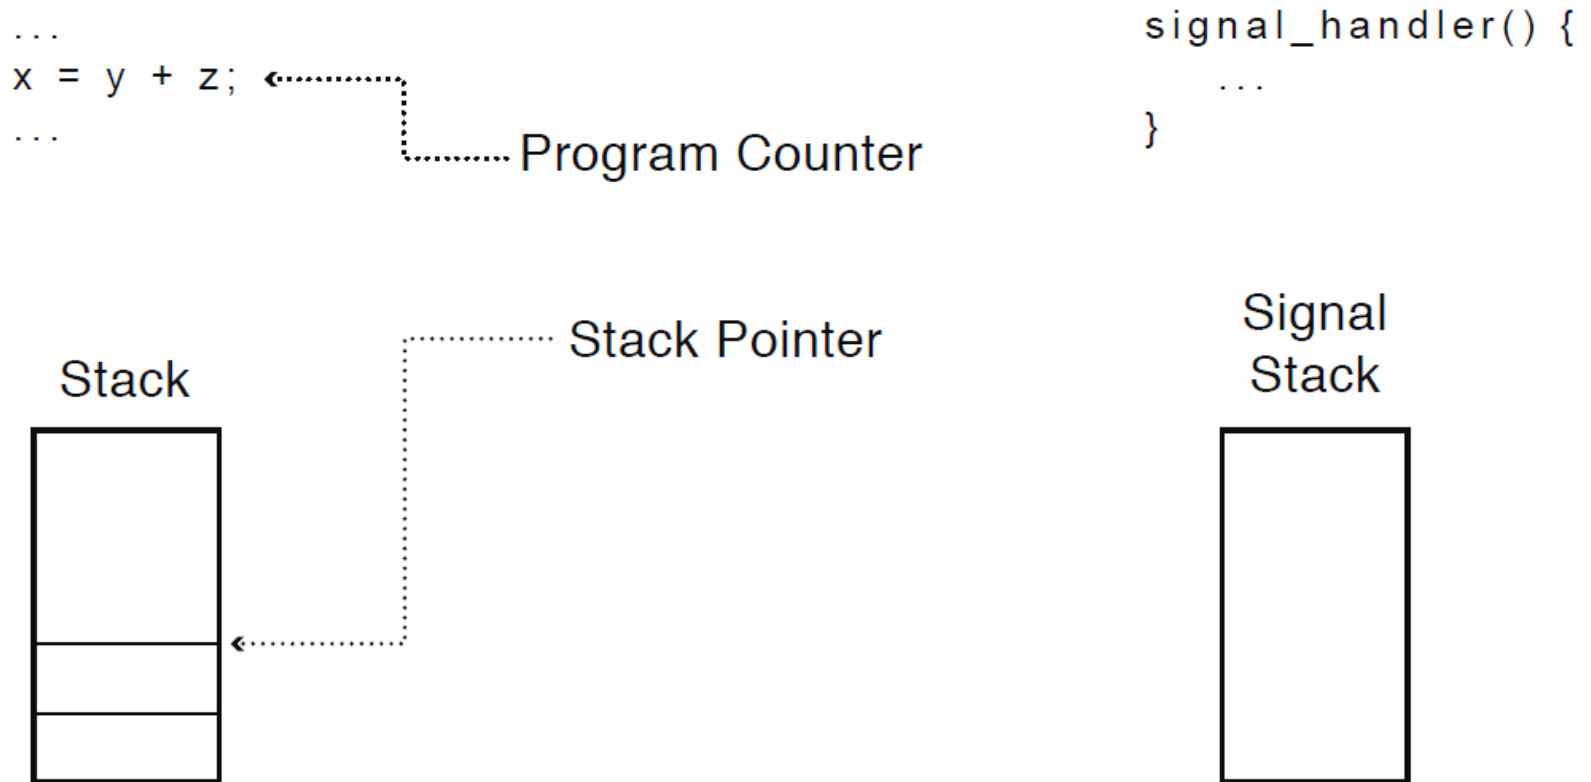 ...
x = y + z;
...
Program Counter
signal_handler() {
...
}
Stack Pointer
Stack
Signal
Stack